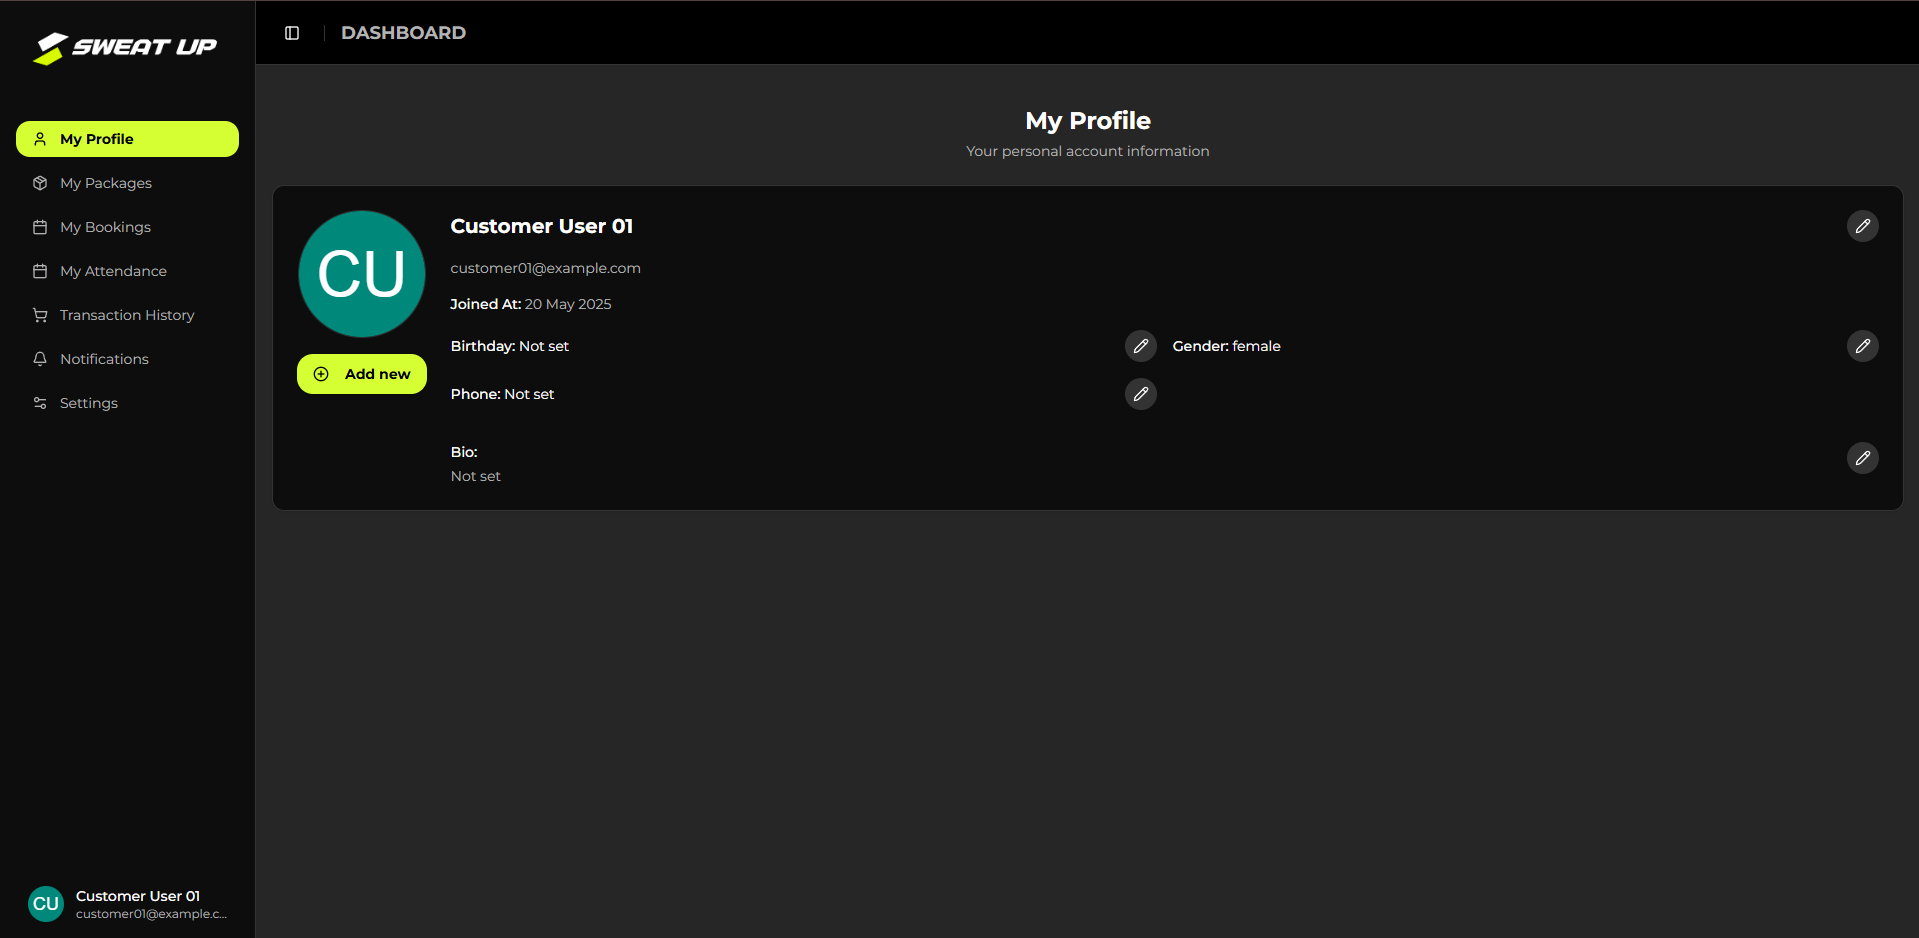 SWEAT UP
DASHBOARD
My Profile
My Packages
My Bookings
My Attendance
Transaction History
Notifications
Settings
My Profile
Your personal account information
CU
Add new
Customer User 01
customer01@example.com
Joined At: 20 May 2025
Birthday: Not set
Gender: female
Phone: Not set
Bio:
Not set
CU
Customer User 01
customer01@example.c...